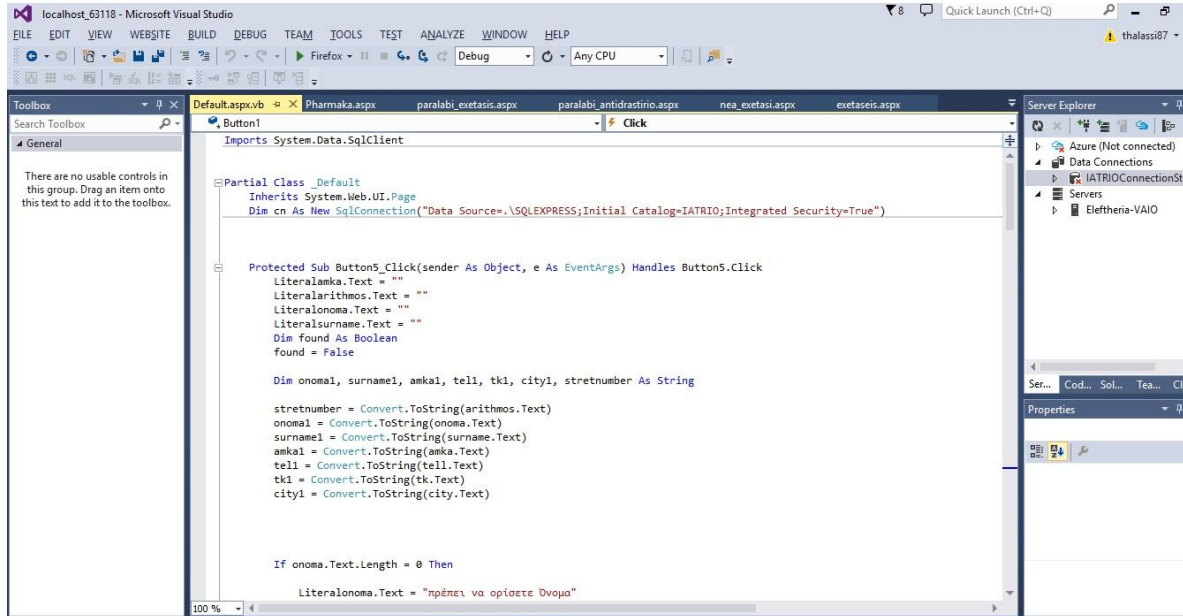 localhost_63118 - Microsoft Visual Studio
8
Quick Launch (Ctrl+Q)
FILE EDIT VIEW WEBSITE BUILD DEBUG TEAM TOOLS TEST ANALYZE WINDOW HELP
thalassi87
Firefox Debug Any CPU
Toolbox
Search Toolbox
General
There are no usable controls in
this group. Drag an item onto
this text to add it to the toolbox.
Default.aspx.vb Pharmaka.aspx paralabi_exetasis.aspx paralabi_antidrastirio.aspx nea_exetasi.aspx exetaseis.aspx
Button1 Click
Imports System.Data.SqlClient
Partial Class _Default
Inherits System.Web.UI.Page
Dim cn As New SqlConnection("Data Source=.\SQLEXPRESS;Initial Catalog=IATRIO;Integrated Security=True")
Protected Sub Button5_Click(sender As Object, e As EventArgs) Handles Button5.Click
Literalamka.Text = ""
Literalarithmos.Text = ""
Literalonoma.Text = ""
Literalsurname.Text = ""
Dim found As Boolean
found = False
Dim onoma1, surname1, amka1, tel1, tk1, city1, stretnumber As String
stretnumber = Convert.ToString(arithmos.Text)
onoma1 = Convert.ToString(onoma.Text)
surname1 = Convert.ToString(surname.Text)
amka1 = Convert.ToString(amka.Text)
tel1 = Convert.ToString(tell.Text)
tk1 = Convert.ToString(tk.Text)
city1 = Convert.ToString(city.Text)
If onoma.Text.Length = 0 Then
Literalonoma.Text = "πρέπει να ορίσετε Όνομα"
100 %
Server Explorer
Azure (Not connected)
Data Connections
IATRIOConnectionSt
Servers
Eleftheria-VAIO
Ser... Cod... Sol... Tea... Cl
Properties